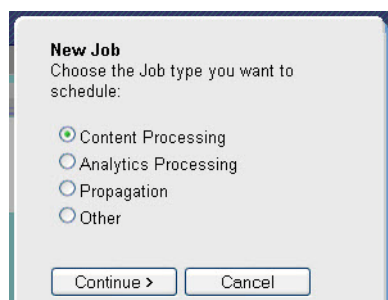 New Job
Choose the Job type you want to
schedule:
Content Processing
Analytics Processing
Propagation
Other
Continue > Cancel